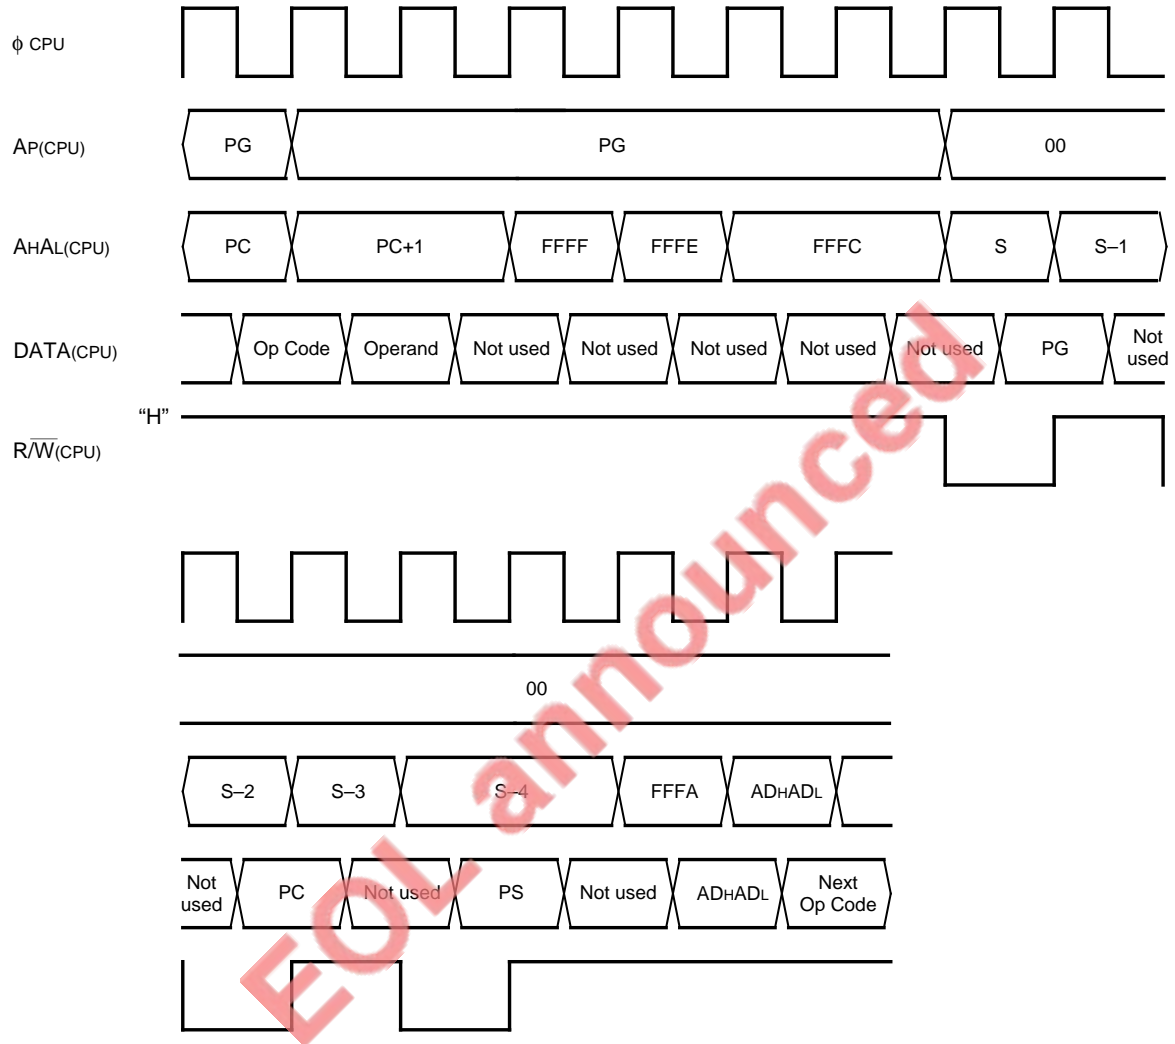 ϕ CPU
AP(CPU)
PG
PG
00
AHAL(CPU)
PC
PC+1
FFFF
FFFE
FFFC
S
S–1
DATA(CPU)
Op Code
Operand
Not used
Not used
Not used
Not used
Not used
PG
Not
used
“H”
R/W̅(CPU)
00
S–2
S–3
S–4
FFFA
ADHADL
Not
used
PC
Not used
PS
Not used
ADHADL
Next
Op Code
EOL announced